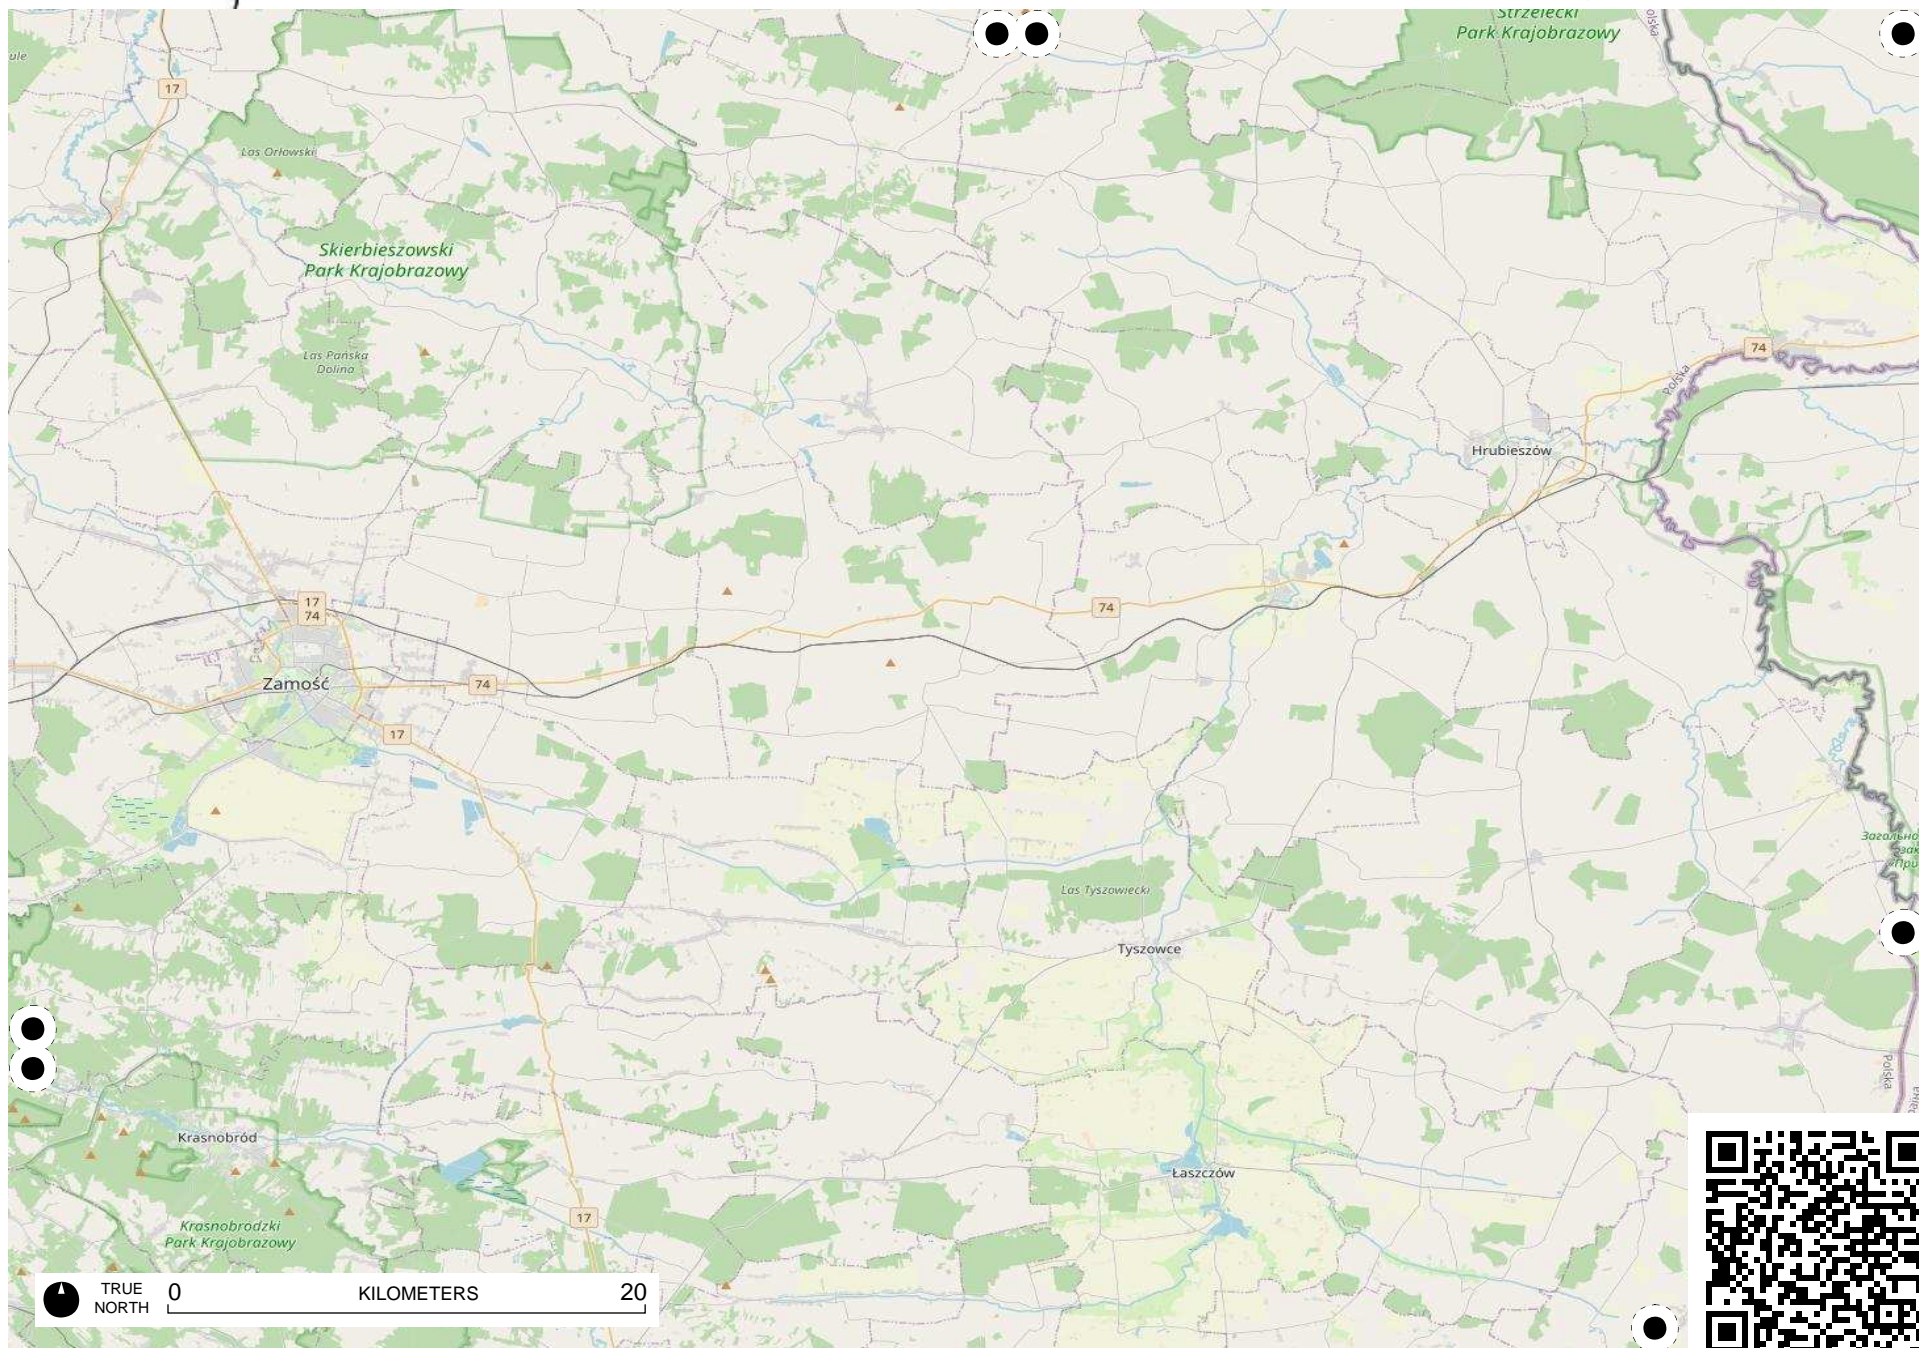 Strzelecki
Park Krajobrazowy
17
Las Orłowski
Skierbieszowski
Park Krajobrazowy
Las Pańska
Dolina
74
Polska
Hrubieszów
17
74
74
Zamość
74
17
Las Tyszowiecki
Tyszowce
Polska
Krasnobród
Łaszczów
17
Krasnobrodzki
Park Krajobrazowy
TRUE
NORTH
0
KILOMETERS
20